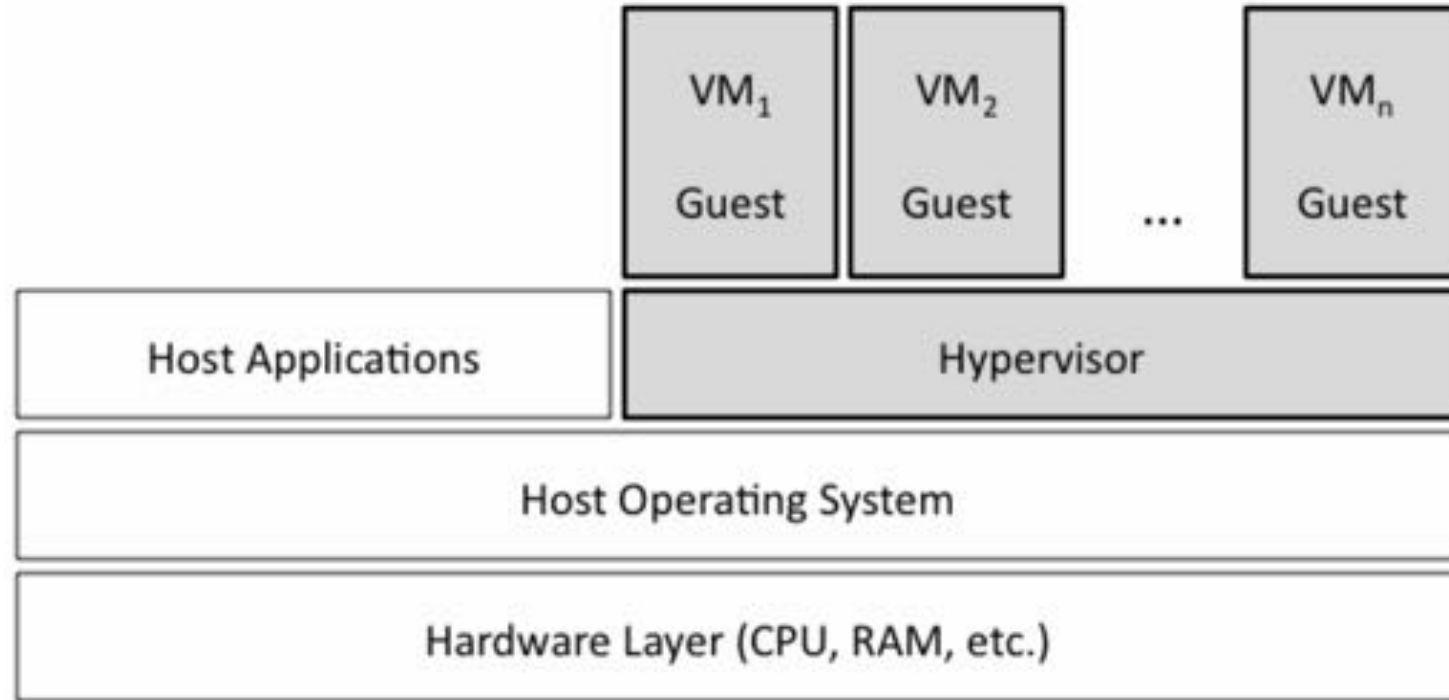 VM₁
Guest
VM₂
Guest
...
VMₙ
Guest
Host Applications
Hypervisor
Host Operating System
Hardware Layer (CPU, RAM, etc.)